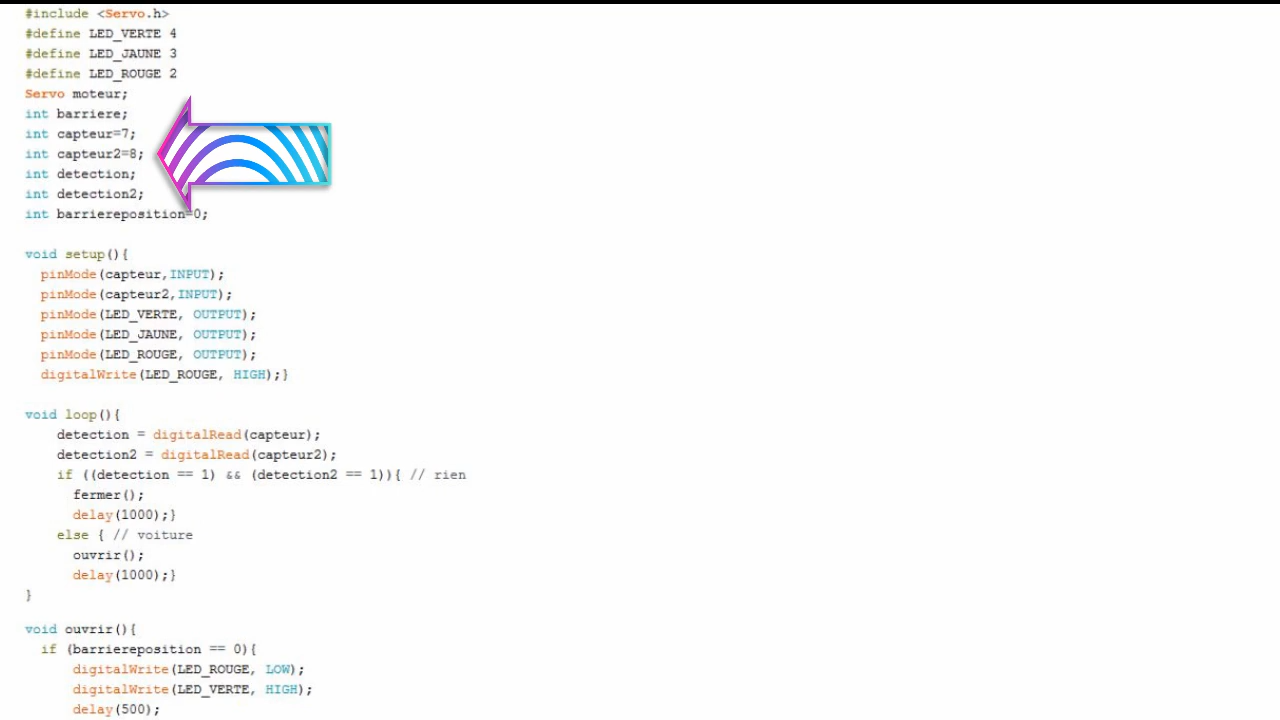 #include <Servo.h>
#define LED_VERTE 4
#define LED_JAUNE 3
#define LED_ROUGE 2
Servo moteur;
int barriere;
int capteur=7;
int capteur2=8;
int detection;
int detection2;
int barriereposition=0;
void setup(){
pinMode(capteur,INPUT);
pinMode(capteur2,INPUT);
pinMode(LED_VERTE, OUTPUT);
pinMode(LED_JAUNE, OUTPUT);
pinMode(LED_ROUGE, OUTPUT);
digitalWrite(LED_ROUGE, HIGH);}
void loop(){
detection = digitalRead(capteur);
detection2 = digitalRead(capteur2);
if ((detection == 1) && (detection2 == 1)){ // rien
fermer();
delay(1000);}
else { // voiture
ouvrir();
delay(1000);}
}
void ouvrir(){
if (barriereposition == 0){
digitalWrite(LED_ROUGE, LOW);
digitalWrite(LED_VERTE, HIGH);
delay(500);